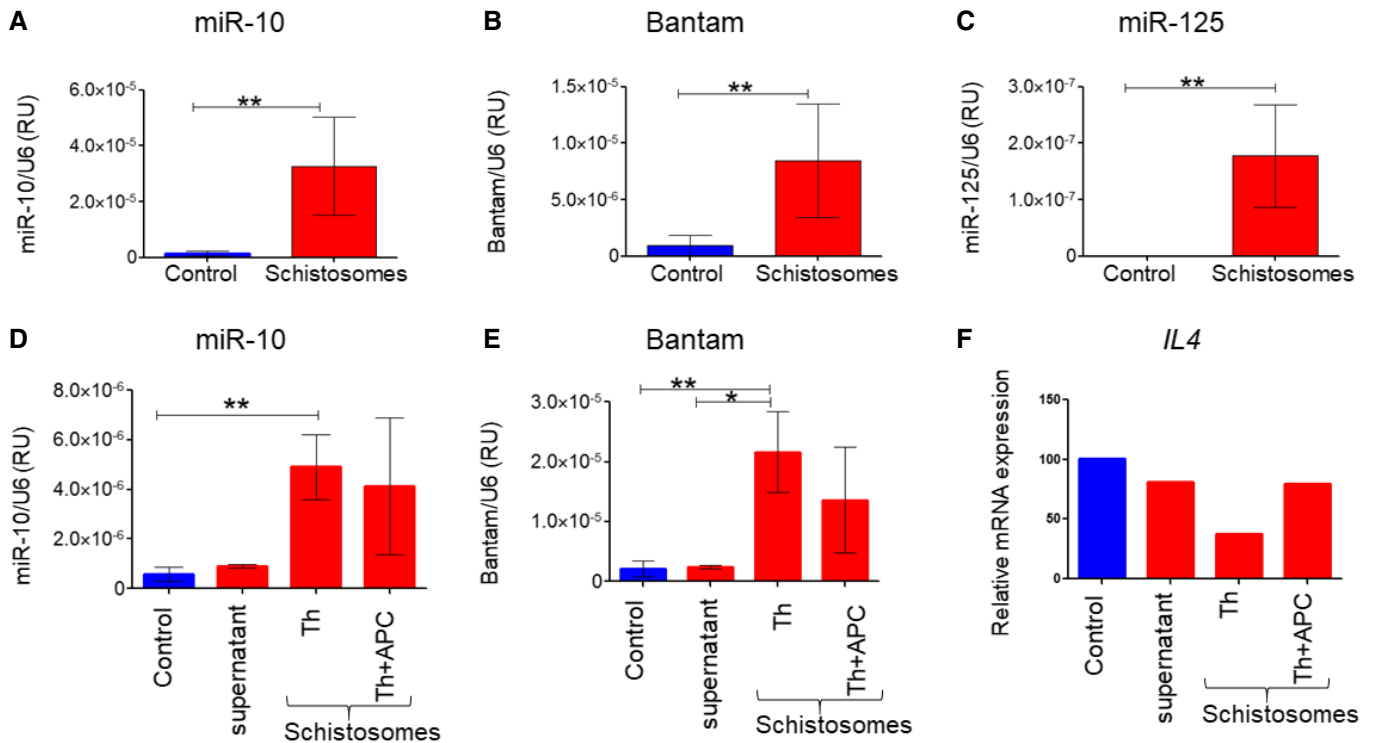 A miR-10
miR-10/U6 (RU)
6.0×10⁻⁵
4.0×10⁻⁵
2.0×10⁻⁵
0
**
Control Schistosomes
B Bantam
Bantam/U6 (RU)
1.5×10⁻⁵
1.0×10⁻⁵
5.0×10⁻⁶
0
**
Control Schistosomes
C miR-125
miR-125/U6 (RU)
3.0×10⁻⁷
2.0×10⁻⁷
1.0×10⁻⁷
0
**
Control Schistosomes
D miR-10
miR-10/U6 (RU)
8.0×10⁻⁶
6.0×10⁻⁶
4.0×10⁻⁶
2.0×10⁻⁶
0
**
Control
supernatant
Th
Th+APC
Schistosomes
E Bantam
Bantam/U6 (RU)
3.0×10⁻⁵
2.0×10⁻⁵
1.0×10⁻⁵
0
**
*
Control
supernatant
Th
Th+APC
Schistosomes
F IL4
Relative mRNA expression
150
100
50
0
Control
supernatant
Th
Th+APC
Schistosomes